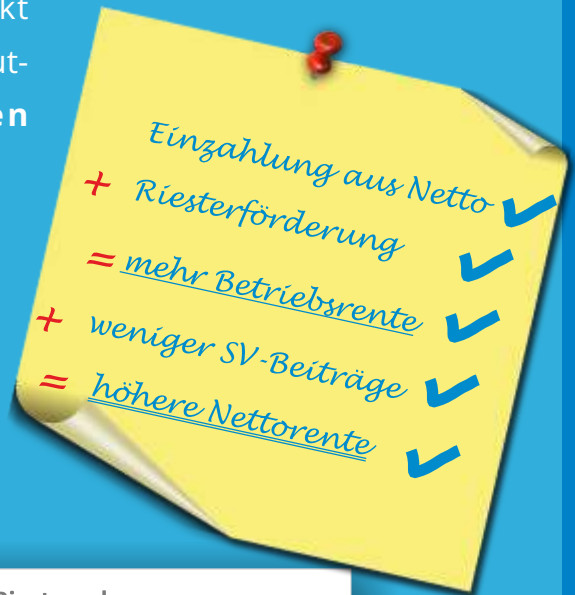 Einzahlung aus Netto
+ Riesterförderung
= mehr Betriebsrente
+ weniger SV-Beiträge
= höhere Nettorente